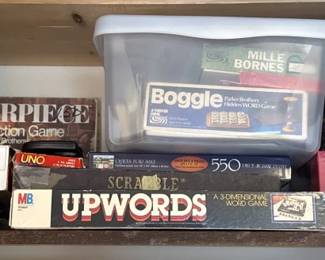 MILLE
BORNES
Boggle
Parker Brothers
Hidden WORD Game
RPIECE
ction Game
Brothers
UNO
550
SCRABBLE
MB
UPWORDS
A 3-DIMENSIONAL
WORD GAME